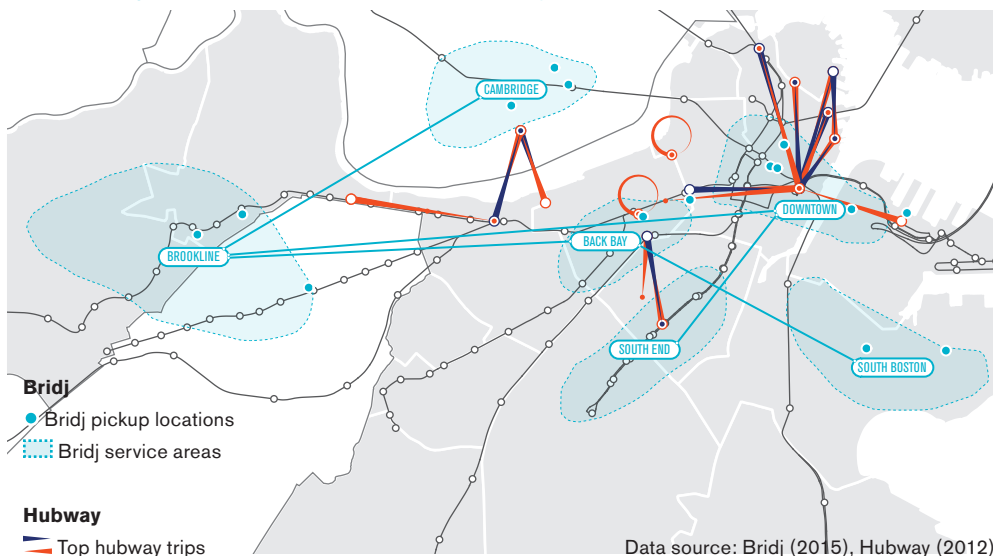 CAMBRIDGE
DOWNTOWN
BACK BAY
BROOKLINE
SOUTH END
SOUTH BOSTON
Bridj
Bridj pickup locations
Bridj service areas
Hubway
Top hubway trips
Data source: Bridj (2015), Hubway (2012)